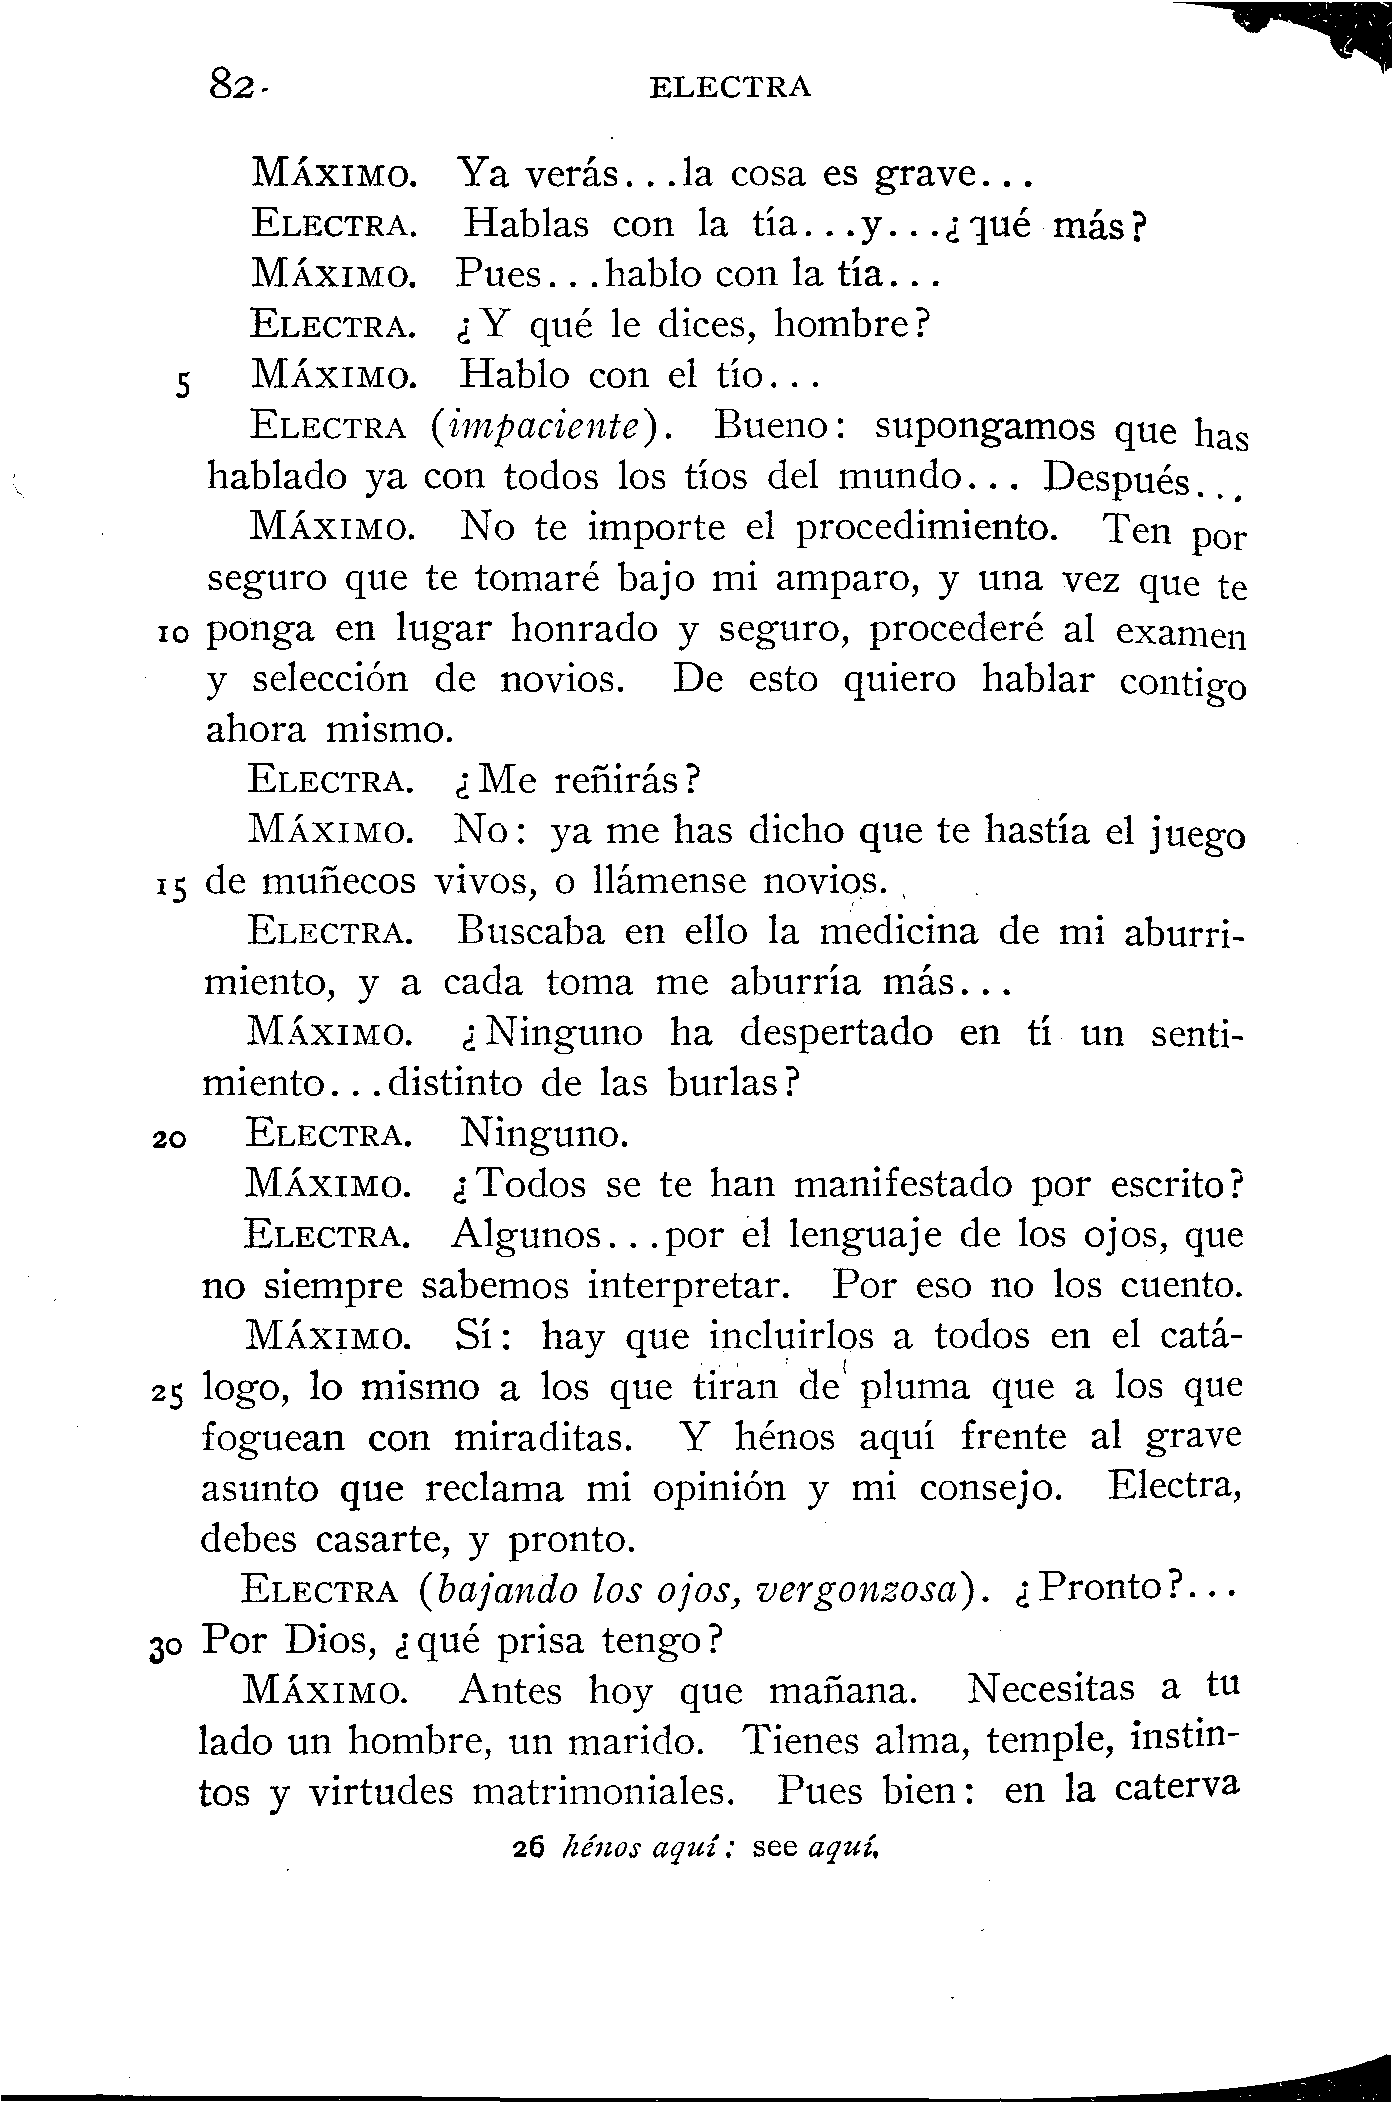 82 ELECTRA
MÁXIMO. Ya verás...la cosa es grave...
ELECTRA. Hablas con la tía...y...¿qué más?
MÁXIMO. Pues...hablo con la tía...
ELECTRA. ¿Y qué le dices, hombre?
5 MÁXIMO. Hablo con el tío...
ELECTRA (impaciente). Bueno: supongamos que has
hablado ya con todos los tíos del mundo... Después...
MÁXIMO. No te importe el procedimiento. Ten por
seguro que te tomaré bajo mi amparo, y una vez que te
10 ponga en lugar honrado y seguro, procederé al examen
y selección de novios. De esto quiero hablar contigo
ahora mismo.
ELECTRA. ¿Me reñirás?
MÁXIMO. No: ya me has dicho que te hastía el juego
15 de muñecos vivos, o llámense novios.
ELECTRA. Buscaba en ello la medicina de mi aburri-
miento, y a cada toma me aburría más...
MÁXIMO. ¿Ninguno ha despertado en tí un senti-
miento...distinto de las burlas?
20 ELECTRA. Ninguno.
MÁXIMO. ¿Todos se te han manifestado por escrito?
ELECTRA. Algunos...por el lenguaje de los ojos, que
no siempre sabemos interpretar. Por eso no los cuento.
MÁXIMO. Sí: hay que incluirlos a todos en el catá-
25 logo, lo mismo a los que tiran de pluma que a los que
foguean con miraditas. Y hénos aquí frente al grave
asunto que reclama mi opinión y mi consejo. Electra,
debes casarte, y pronto.
ELECTRA (bajando los ojos, vergonzosa). ¿Pronto?...
30 Por Dios, ¿qué prisa tengo?
MÁXIMO. Antes hoy que mañana. Necesitas a tu
lado un hombre, un marido. Tienes alma, temple, instin-
tos y virtudes matrimoniales. Pues bien: en la caterva
26 hénos aquí: see aquí.